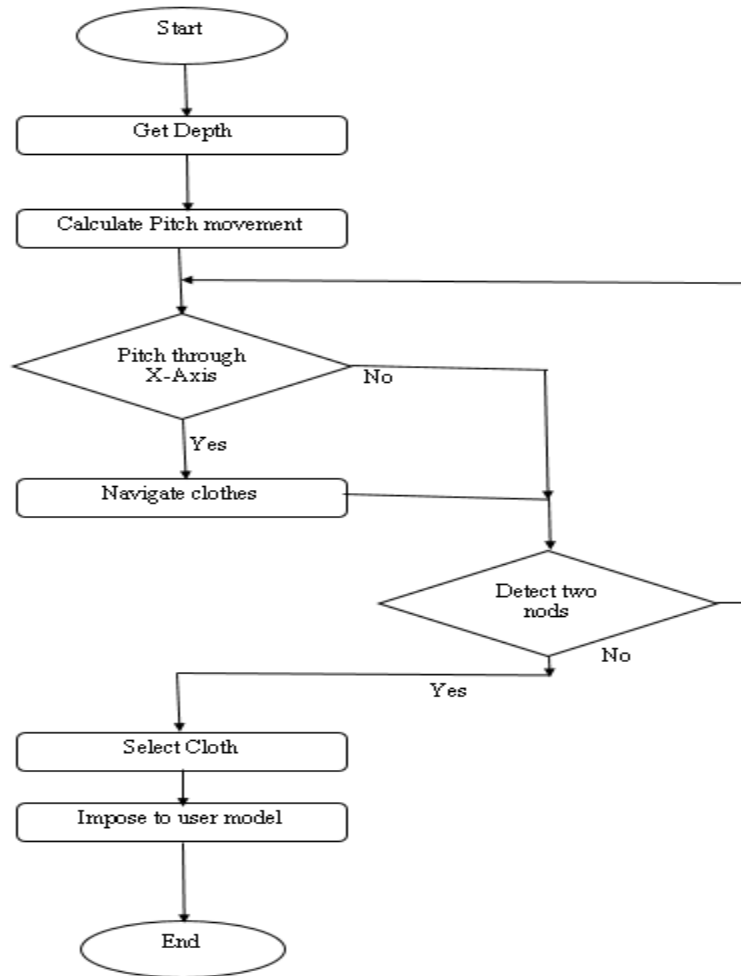 Start
Get Depth
Calculate Pitch movement
Pitch through
X-Axis
No
Yes
Navigate clothes
Detect two
nods
No
Yes
Select Cloth
Impose to user model
End